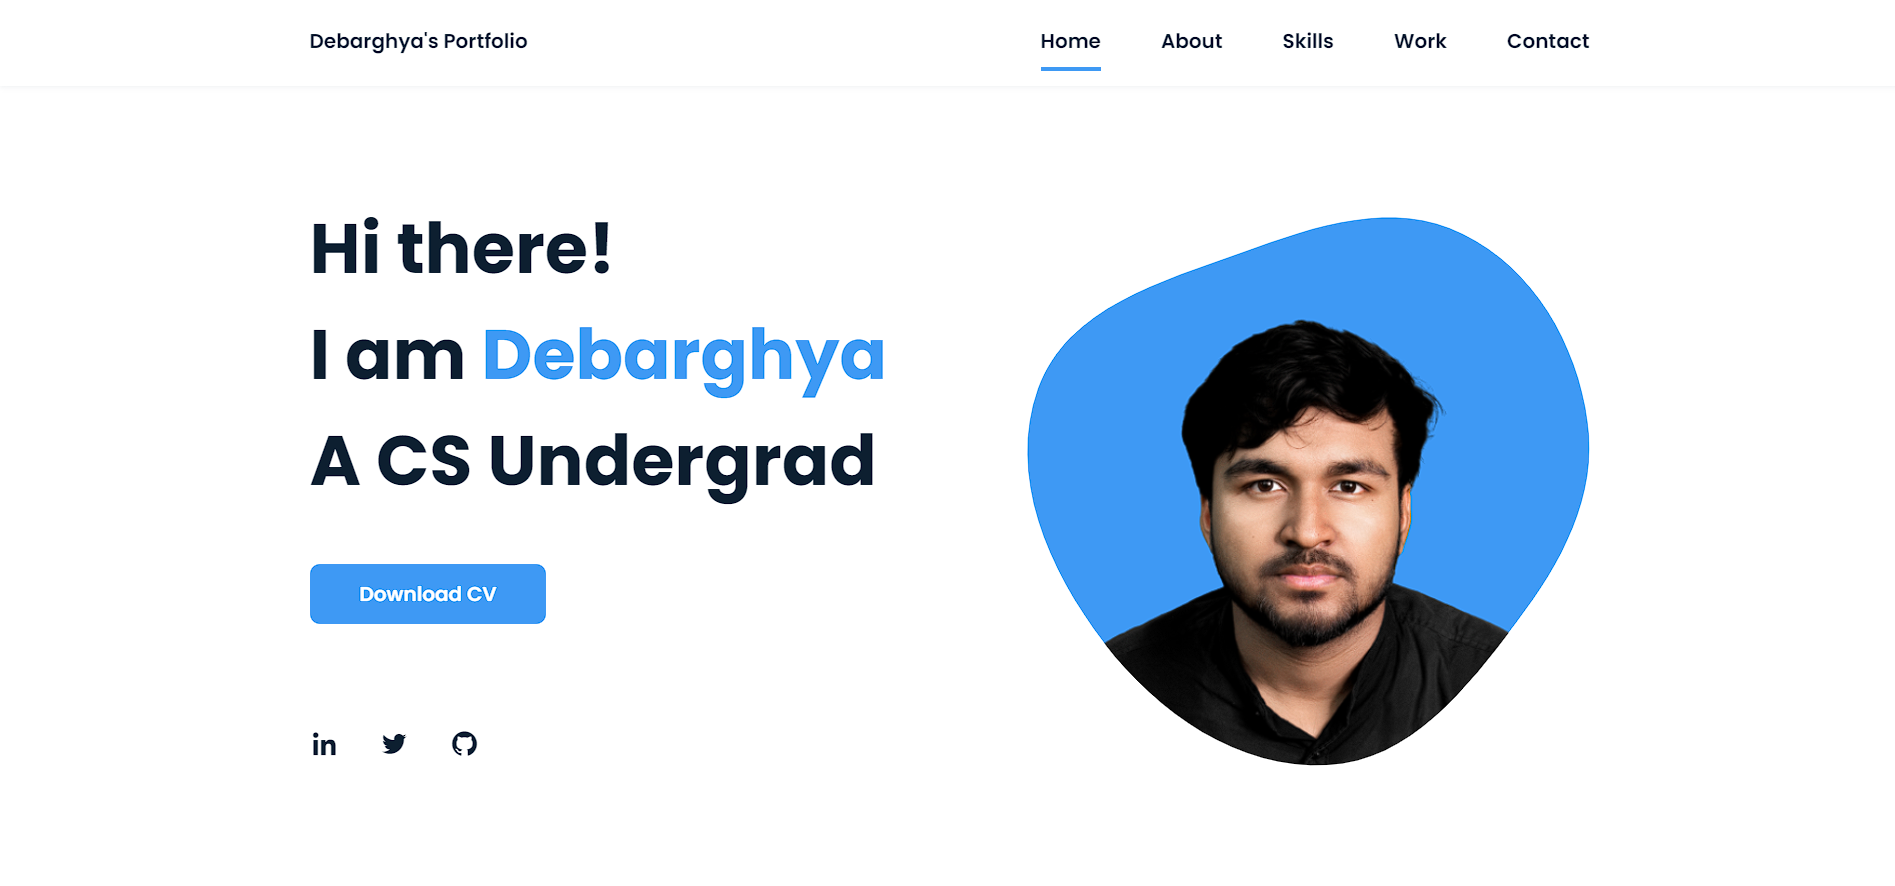 Debarghya's Portfolio
Home About Skills Work Contact
Hi there!
I am Debarghya
A CS Undergrad
Download CV
in